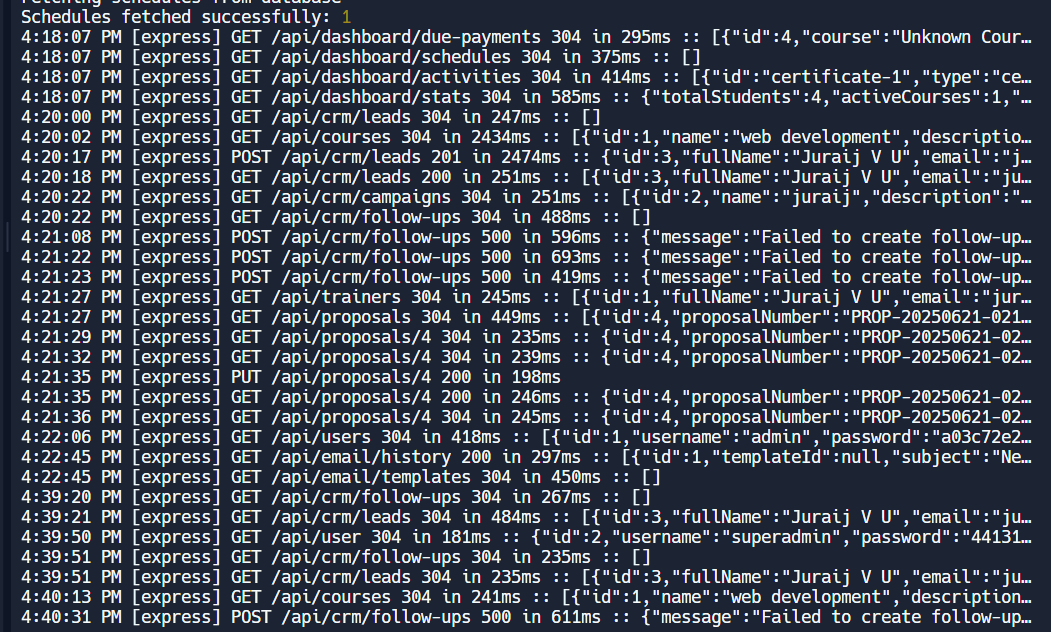 Fetching schedules from database
Schedules fetched successfully: 1
4:18:07 PM [express] GET /api/dashboard/due-payments 304 in 295ms :: [{"id":4,"course":"Unknown Cour…
4:18:07 PM [express] GET /api/dashboard/schedules 304 in 375ms :: []
4:18:07 PM [express] GET /api/dashboard/activities 304 in 414ms :: [{"id":"certificate-1","type":"ce…
4:18:07 PM [express] GET /api/dashboard/stats 304 in 585ms :: {"totalStudents":4,"activeCourses":1,"…
4:20:00 PM [express] GET /api/crm/leads 304 in 247ms :: []
4:20:02 PM [express] GET /api/courses 304 in 2434ms :: [{"id":1,"name":"web development","descriptio…
4:20:17 PM [express] POST /api/crm/leads 201 in 2474ms :: {"id":3,"fullName":"Juraij V U","email":"j…
4:20:18 PM [express] GET /api/crm/leads 200 in 251ms :: [{"id":3,"fullName":"Juraij V U","email":"ju…
4:20:22 PM [express] GET /api/crm/campaigns 304 in 251ms :: [{"id":2,"name":"juraij","description":"…
4:20:22 PM [express] GET /api/crm/follow-ups 304 in 488ms :: []
4:21:08 PM [express] POST /api/crm/follow-ups 500 in 596ms :: {"message":"Failed to create follow-up…
4:21:22 PM [express] POST /api/crm/follow-ups 500 in 693ms :: {"message":"Failed to create follow-up…
4:21:23 PM [express] POST /api/crm/follow-ups 500 in 419ms :: {"message":"Failed to create follow-up…
4:21:27 PM [express] GET /api/trainers 304 in 245ms :: [{"id":1,"fullName":"Juraij V U","email":"jur…
4:21:27 PM [express] GET /api/proposals 304 in 449ms :: [{"id":4,"proposalNumber":"PROP-20250621-021…
4:21:29 PM [express] GET /api/proposals/4 304 in 235ms :: {"id":4,"proposalNumber":"PROP-20250621-02…
4:21:32 PM [express] GET /api/proposals/4 304 in 239ms :: {"id":4,"proposalNumber":"PROP-20250621-02…
4:21:35 PM [express] PUT /api/proposals/4 200 in 198ms
4:21:35 PM [express] GET /api/proposals/4 200 in 246ms :: {"id":4,"proposalNumber":"PROP-20250621-02…
4:21:36 PM [express] GET /api/proposals/4 304 in 245ms :: {"id":4,"proposalNumber":"PROP-20250621-02…
4:22:06 PM [express] GET /api/users 304 in 418ms :: [{"id":1,"username":"admin","password":"a03c72e2…
4:22:45 PM [express] GET /api/email/history 200 in 297ms :: [{"id":1,"templateId":null,"subject":"Ne…
4:22:45 PM [express] GET /api/email/templates 304 in 450ms :: []
4:39:20 PM [express] GET /api/crm/follow-ups 304 in 267ms :: []
4:39:21 PM [express] GET /api/crm/leads 304 in 484ms :: [{"id":3,"fullName":"Juraij V U","email":"ju…
4:39:50 PM [express] GET /api/user 304 in 181ms :: {"id":2,"username":"superadmin","password":"44131…
4:39:51 PM [express] GET /api/crm/follow-ups 304 in 235ms :: []
4:39:51 PM [express] GET /api/crm/leads 304 in 235ms :: [{"id":3,"fullName":"Juraij V U","email":"ju…
4:40:13 PM [express] GET /api/courses 304 in 241ms :: [{"id":1,"name":"web development","description…
4:40:31 PM [express] POST /api/crm/follow-ups 500 in 611ms :: {"message":"Failed to create follow-up…